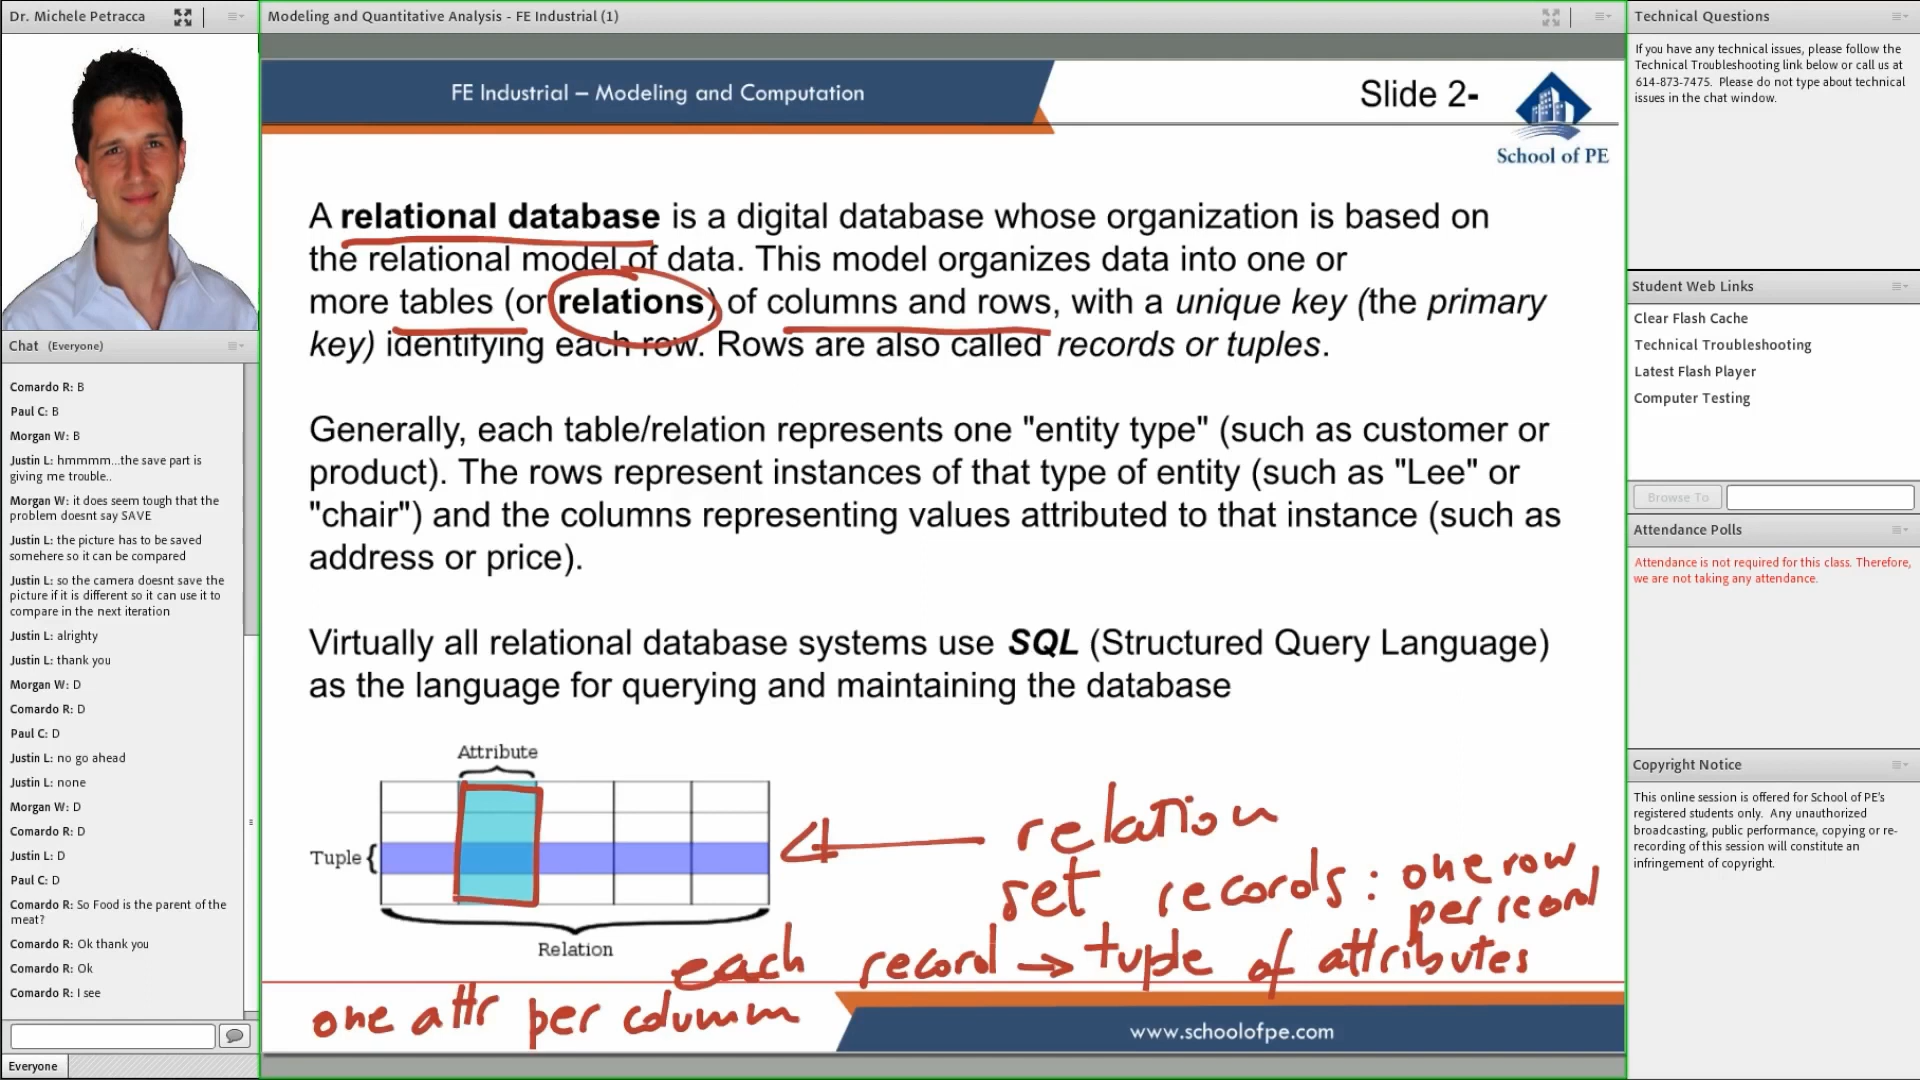 Dr. Michele Petracca
Modeling and Quantitative Analysis - FE Industrial (1)
FE Industrial – Modeling and Computation
Slide 2-
School of PE
A relational database is a digital database whose organization is based on
the relational model of data. This model organizes data into one or
more tables (or relations) of columns and rows, with a unique key (the primary
key) identifying each row. Rows are also called records or tuples.
Generally, each table/relation represents one "entity type" (such as customer or
product). The rows represent instances of that type of entity (such as "Lee" or
"chair") and the columns representing values attributed to that instance (such as
address or price).
Virtually all relational database systems use SQL (Structured Query Language)
as the language for querying and maintaining the database
Attribute
Tuple
Relation
relation
set records : one row
per record
each record → tuple of attributes
one attr per column
www.schoolofpe.com
Chat (Everyone)
Comardo R: B
Paul C: B
Morgan W: B
Justin L: hmmmm...the save part is
giving me trouble..
Morgan W: it does seem tough that the
problem doesnt say SAVE
Justin L: the picture has to be saved
somehere so it can be compared
Justin L: so the camera doesnt save the
picture if it is different so it can use it to
compare in the next iteration
Justin L: alrighty
Justin L: thank you
Morgan W: D
Comardo R: D
Paul C: D
Justin L: no go ahead
Justin L: none
Morgan W: D
Comardo R: D
Justin L: D
Paul C: D
Comardo R: So Food is the parent of the
meat?
Comardo R: Ok thank you
Comardo R: Ok
Comardo R: I see
Everyone
Technical Questions
If you have any technical issues, please follow the
Technical Troubleshooting link below or call us at
614-873-7475. Please do not type about technical
issues in the chat window.
Student Web Links
Clear Flash Cache
Technical Troubleshooting
Latest Flash Player
Computer Testing
Browse To
Attendance Polls
Attendance is not required for this class. Therefore,
we are not taking any attendance.
Copyright Notice
This online session is offered for School of PE's
registered students only. Any unauthorized
broadcasting, public performance, copying or re-
recording of this session will constitute an
infringement of copyright.